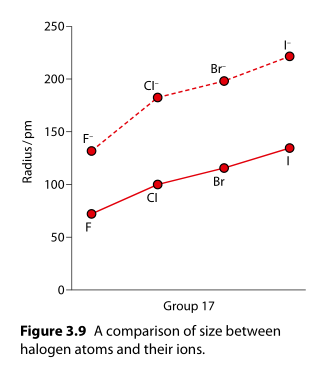 250
I⁻
Br⁻
200
Cl⁻
150
F⁻
I
Br
100
Cl
F
50
0
Radius/pm
Group 17
Figure 3.9 A comparison of size between
halogen atoms and their ions.